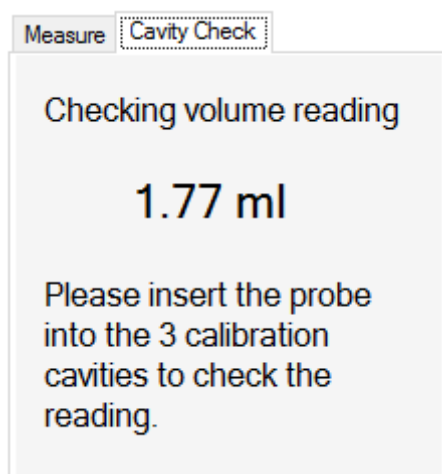 Measure Cavity Check
Checking volume reading
1.77 ml
Please insert the probe
into the 3 calibration
cavities to check the
reading.